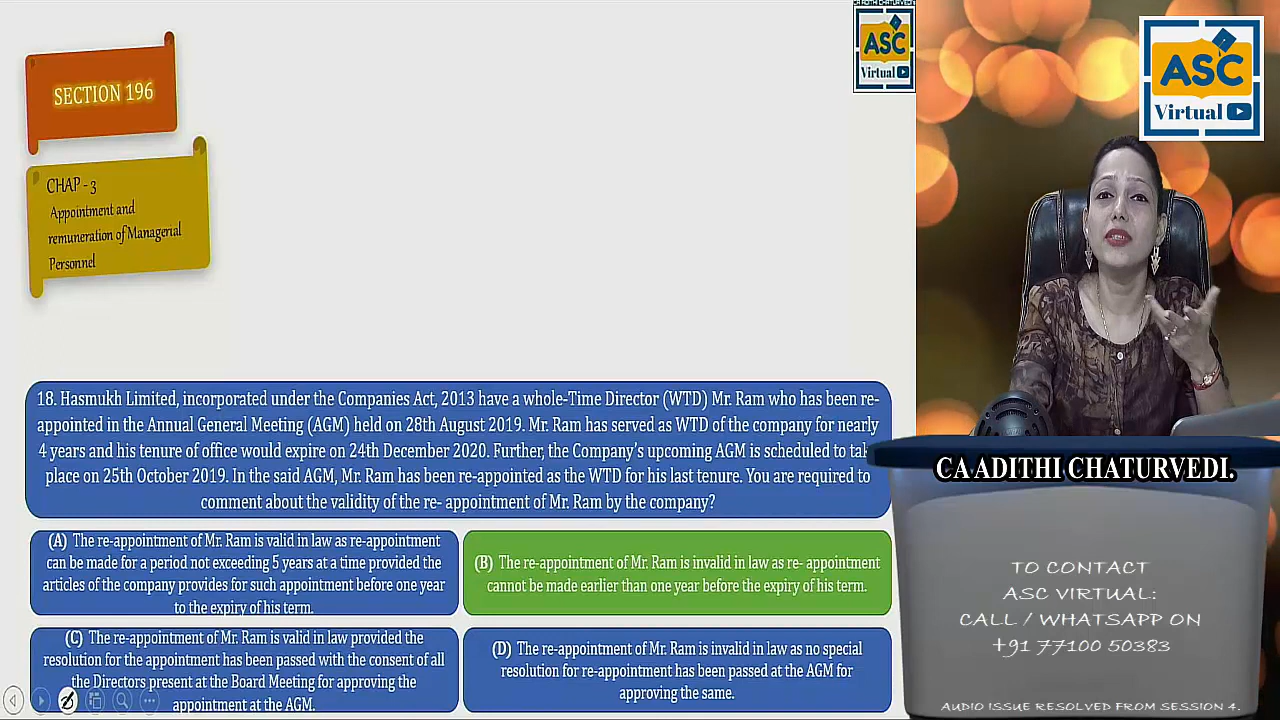 CA ADITHI CHATURVEDI
ASC
Virtual
ASC
Virtual
SECTION 196
CHAP - 3
Appointment and
remuneration of Managerial
Personnel
18. Hasmukh Limited, incorporated under the Companies Act, 2013 have a whole-Time Director (WTD) Mr. Ram who has been re-
appointed in the Annual General Meeting (AGM) held on 28th August 2019. Mr. Ram has served as WTD of the company for nearly
4 years and his tenure of office would expire on 24th December 2020. Further, the Company's upcoming AGM is scheduled to
place on 25th October 2019. In the said AGM, Mr. Ram has been re-appointed as the WTD for his last tenure. You are required to
comment about the validity of the re- appointment of Mr. Ram by the company?
(A) The re-appointment of Mr. Ram is valid in law as re-appointment
can be made for a period not exceeding 5 years at a time provided the
articles of the company provides for such appointment before one year
to the expiry of his term.
(B) The re-appointment of Mr. Ram is invalid in law as re- appointment
cannot be made earlier than one year before the expiry of his term.
(C) The re-appointment of Mr. Ram is valid in law provided the
resolution for the appointment has been passed with the consent of all
the Directors present at the Board Meeting for approving the
appointment at the AGM.
(D) The re-appointment of Mr. Ram is invalid in law as no special
resolution for re-appointment has been passed at the AGM for
approving the same.
CA ADITHI CHATURVEDI.
TO CONTACT
ASC VIRTUAL:
CALL / WHATSAPP ON
+91 77100 50383
AUDIO ISSUE RESOLVED FROM SESSION 4.